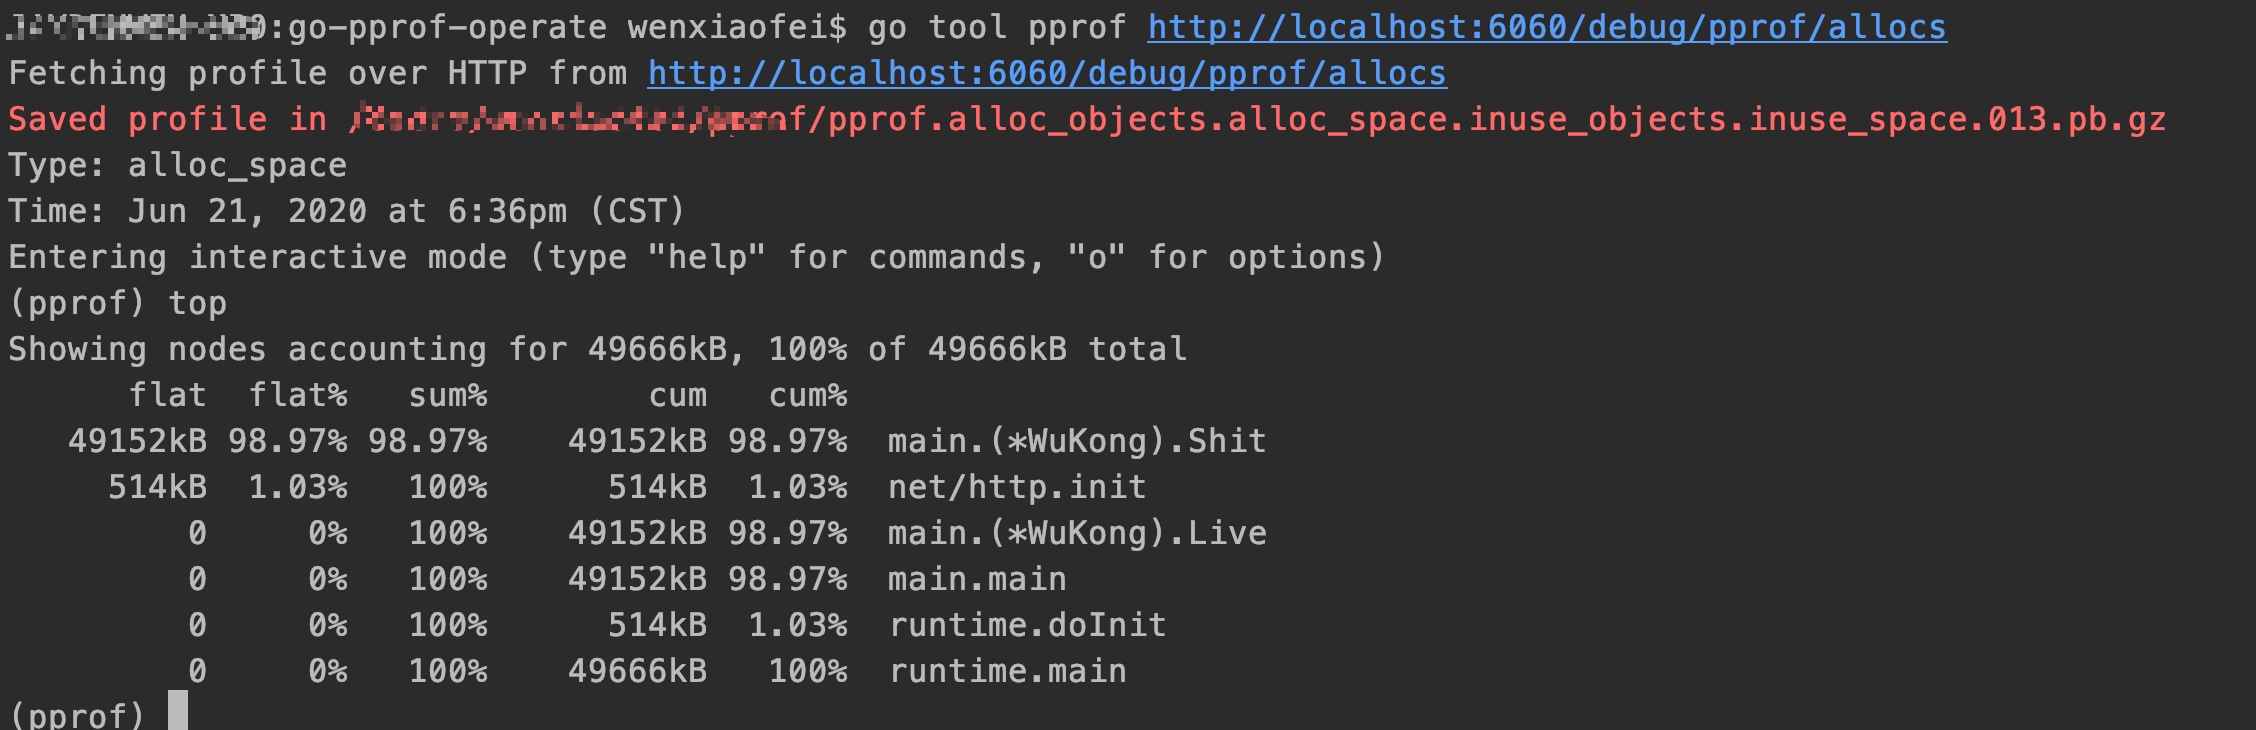 :go-pprof-operate wenxiaofei$ go tool pprof http://localhost:6060/debug/pprof/allocs
Fetching profile over HTTP from http://localhost:6060/debug/pprof/allocs
Saved profile in /pprof.alloc_objects.alloc_space.inuse_objects.inuse_space.013.pb.gz
Type: alloc_space
Time: Jun 21, 2020 at 6:36pm (CST)
Entering interactive mode (type "help" for commands, "o" for options)
(pprof) top
Showing nodes accounting for 49666kB, 100% of 49666kB total
flat flat% sum% cum cum%
49152kB 98.97% 98.97% 49152kB 98.97% main.(*WuKong).Shit
514kB 1.03% 100% 514kB 1.03% net/http.init
0 0% 100% 49152kB 98.97% main.(*WuKong).Live
0 0% 100% 49152kB 98.97% main.main
0 0% 100% 514kB 1.03% runtime.doInit
0 0% 100% 49666kB 100% runtime.main
(pprof)